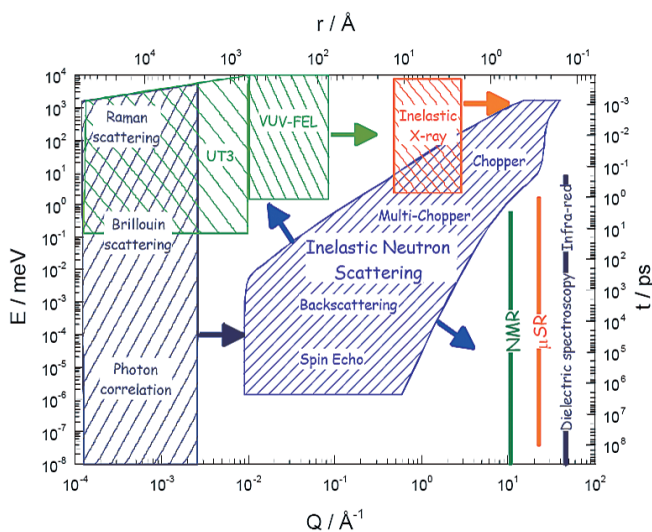 r / Å
10⁴ 10³ 10² 10¹ 10⁰ 10⁻¹
10⁴
10³
10²
10¹
10⁰
10⁻¹
10⁻²
10⁻³
10⁻⁴
10⁻⁵
10⁻⁶
10⁻⁷
10⁻⁸
E / meV
Raman
scattering
UT3
VUV-FEL
Inelastic
X-ray
Chopper
Multi-Chopper
Brillouin
scattering
Inelastic Neutron
Scattering
Backscattering
Spin Echo
Photon
correlation
NMR
μSR
Dielectric spectroscopy
Infra-red
10⁻³
10⁻²
10⁻¹
10⁰
10¹
10²
10³
10⁴
10⁵
10⁶
10⁷
10⁸
t / ps
10⁻⁴ 10⁻³ 10⁻² 10⁻¹ 10⁰ 10¹ 10²
Q / Å⁻¹